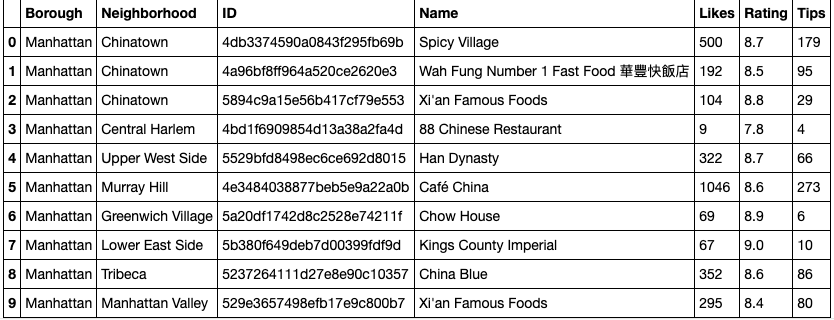 Borough Neighborhood ID Name Likes Rating Tips
0 Manhattan Chinatown 4db3374590a0843f295fb69b Spicy Village 500 8.7 179
1 Manhattan Chinatown 4a96bf8ff964a520ce2620e3 Wah Fung Number 1 Fast Food 華豐快飯店 192 8.5 95
2 Manhattan Chinatown 5894c9a15e56b417cf79e553 Xi'an Famous Foods 104 8.8 29
3 Manhattan Central Harlem 4bd1f6909854d13a38a2fa4d 88 Chinese Restaurant 9 7.8 4
4 Manhattan Upper West Side 5529bfd8498ec6ce692d8015 Han Dynasty 322 8.7 66
5 Manhattan Murray Hill 4e3484038877beb5e9a22a0b Café China 1046 8.6 273
6 Manhattan Greenwich Village 5a20df1742d8c2528e74211f Chow House 69 8.9 6
7 Manhattan Lower East Side 5b380f649deb7d00399fdf9d Kings County Imperial 67 9.0 10
8 Manhattan Tribeca 5237264111d27e8e90c10357 China Blue 352 8.6 86
9 Manhattan Manhattan Valley 529e3657498efb17e9c800b7 Xi'an Famous Foods 295 8.4 80